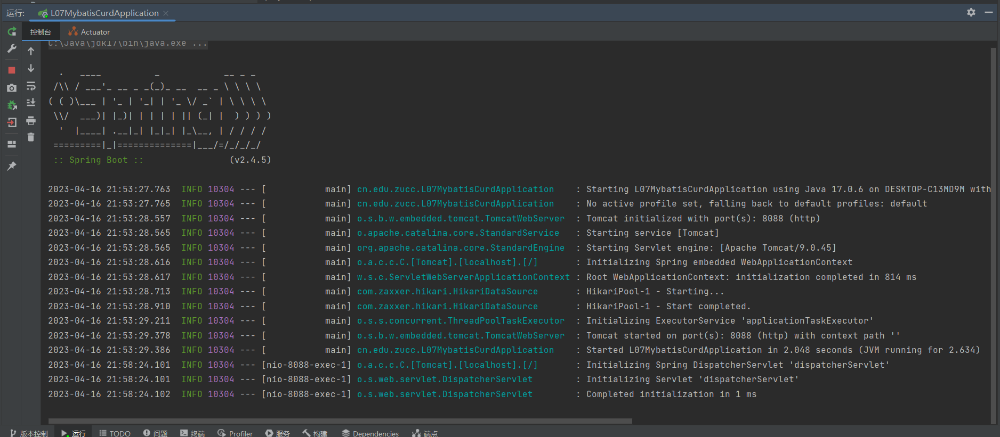 运行: L07MybatisCurdApplication
控制台 Actuator
C:\Java\jdk17\bin\java.exe ...
  .   ____          _            __ _ _
 /\\ / ___'_ __ _ _(_)_ __  __ _ \ \ \ \
( ( )\___ | '_ | '_| | '_ \/ _` | \ \ \ \
 \\/  ___)| |_)| | | | | || (_| |  ) ) ) )
  '  |____| .__|_| |_|_| |_\__, | / / / /
 =========|_|==============|___/=/_/_/_/
 :: Spring Boot ::                (v2.4.5)
2023-04-16 21:53:27.763  INFO 10304 --- [           main] cn.edu.zucc.L07MybatisCurdApplication    : Starting L07MybatisCurdApplication using Java 17.0.6 on DESKTOP-C13MD9M with
2023-04-16 21:53:27.765  INFO 10304 --- [           main] cn.edu.zucc.L07MybatisCurdApplication    : No active profile set, falling back to default profiles: default
2023-04-16 21:53:28.557  INFO 10304 --- [           main] o.s.b.w.embedded.tomcat.TomcatWebServer  : Tomcat initialized with port(s): 8088 (http)
2023-04-16 21:53:28.565  INFO 10304 --- [           main] o.apache.catalina.core.StandardService   : Starting service [Tomcat]
2023-04-16 21:53:28.565  INFO 10304 --- [           main] org.apache.catalina.core.StandardEngine  : Starting Servlet engine: [Apache Tomcat/9.0.45]
2023-04-16 21:53:28.616  INFO 10304 --- [           main] o.a.c.c.C.[Tomcat].[localhost].[/]       : Initializing Spring embedded WebApplicationContext
2023-04-16 21:53:28.617  INFO 10304 --- [           main] w.s.c.ServletWebServerApplicationContext : Root WebApplicationContext: initialization completed in 814 ms
2023-04-16 21:53:28.713  INFO 10304 --- [           main] com.zaxxer.hikari.HikariDataSource       : HikariPool-1 - Starting...
2023-04-16 21:53:28.910  INFO 10304 --- [           main] com.zaxxer.hikari.HikariDataSource       : HikariPool-1 - Start completed.
2023-04-16 21:53:29.211  INFO 10304 --- [           main] o.s.s.concurrent.ThreadPoolTaskExecutor  : Initializing ExecutorService 'applicationTaskExecutor'
2023-04-16 21:53:29.378  INFO 10304 --- [           main] o.s.b.w.embedded.tomcat.TomcatWebServer  : Tomcat started on port(s): 8088 (http) with context path ''
2023-04-16 21:53:29.386  INFO 10304 --- [           main] cn.edu.zucc.L07MybatisCurdApplication    : Started L07MybatisCurdApplication in 2.048 seconds (JVM running for 2.634)
2023-04-16 21:58:24.101  INFO 10304 --- [nio-8088-exec-1] o.a.c.c.C.[Tomcat].[localhost].[/]       : Initializing Spring DispatcherServlet 'dispatcherServlet'
2023-04-16 21:58:24.101  INFO 10304 --- [nio-8088-exec-1] o.s.web.servlet.DispatcherServlet        : Initializing Servlet 'dispatcherServlet'
2023-04-16 21:58:24.102  INFO 10304 --- [nio-8088-exec-1] o.s.web.servlet.DispatcherServlet        : Completed initialization in 1 ms
版本控制 运行 TODO 问题 终端 Profiler 服务 构建 Dependencies 端点